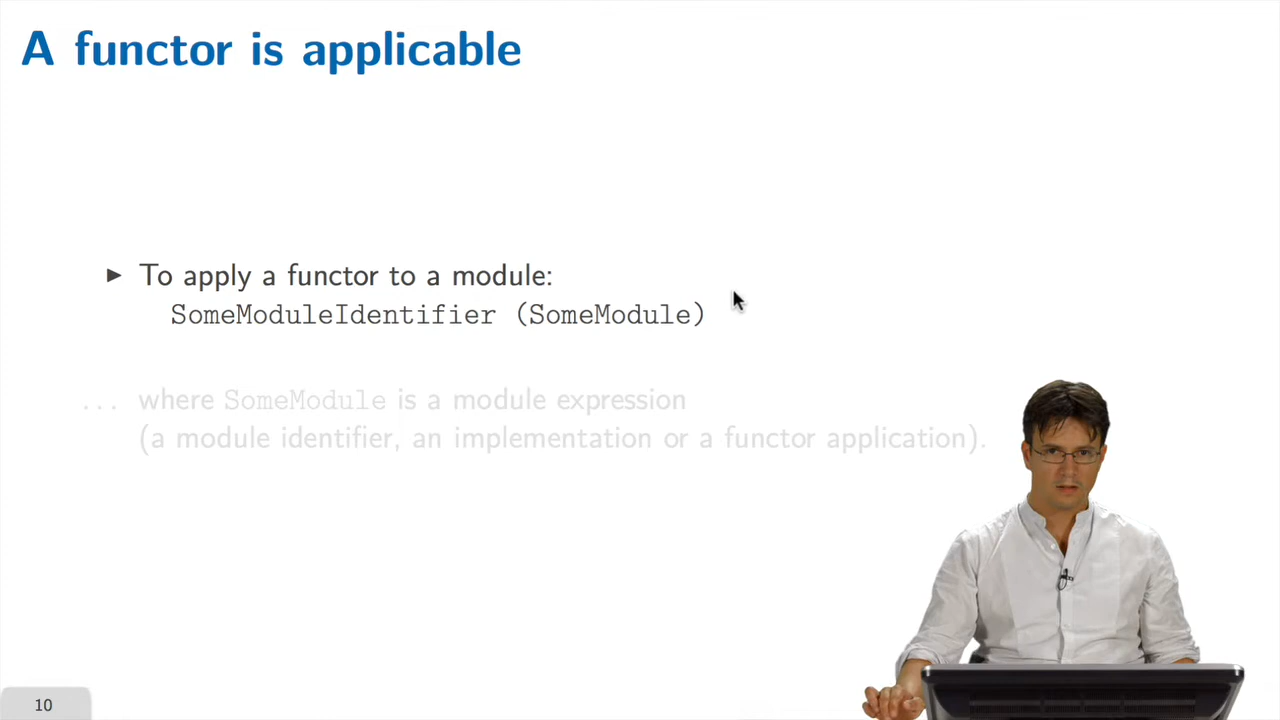 A functor is applicable
▶ To apply a functor to a module:
SomeModuleIdentifier (SomeModule)
... where SomeModule is a module expression
(a module identifier, an implementation or a functor application).
10